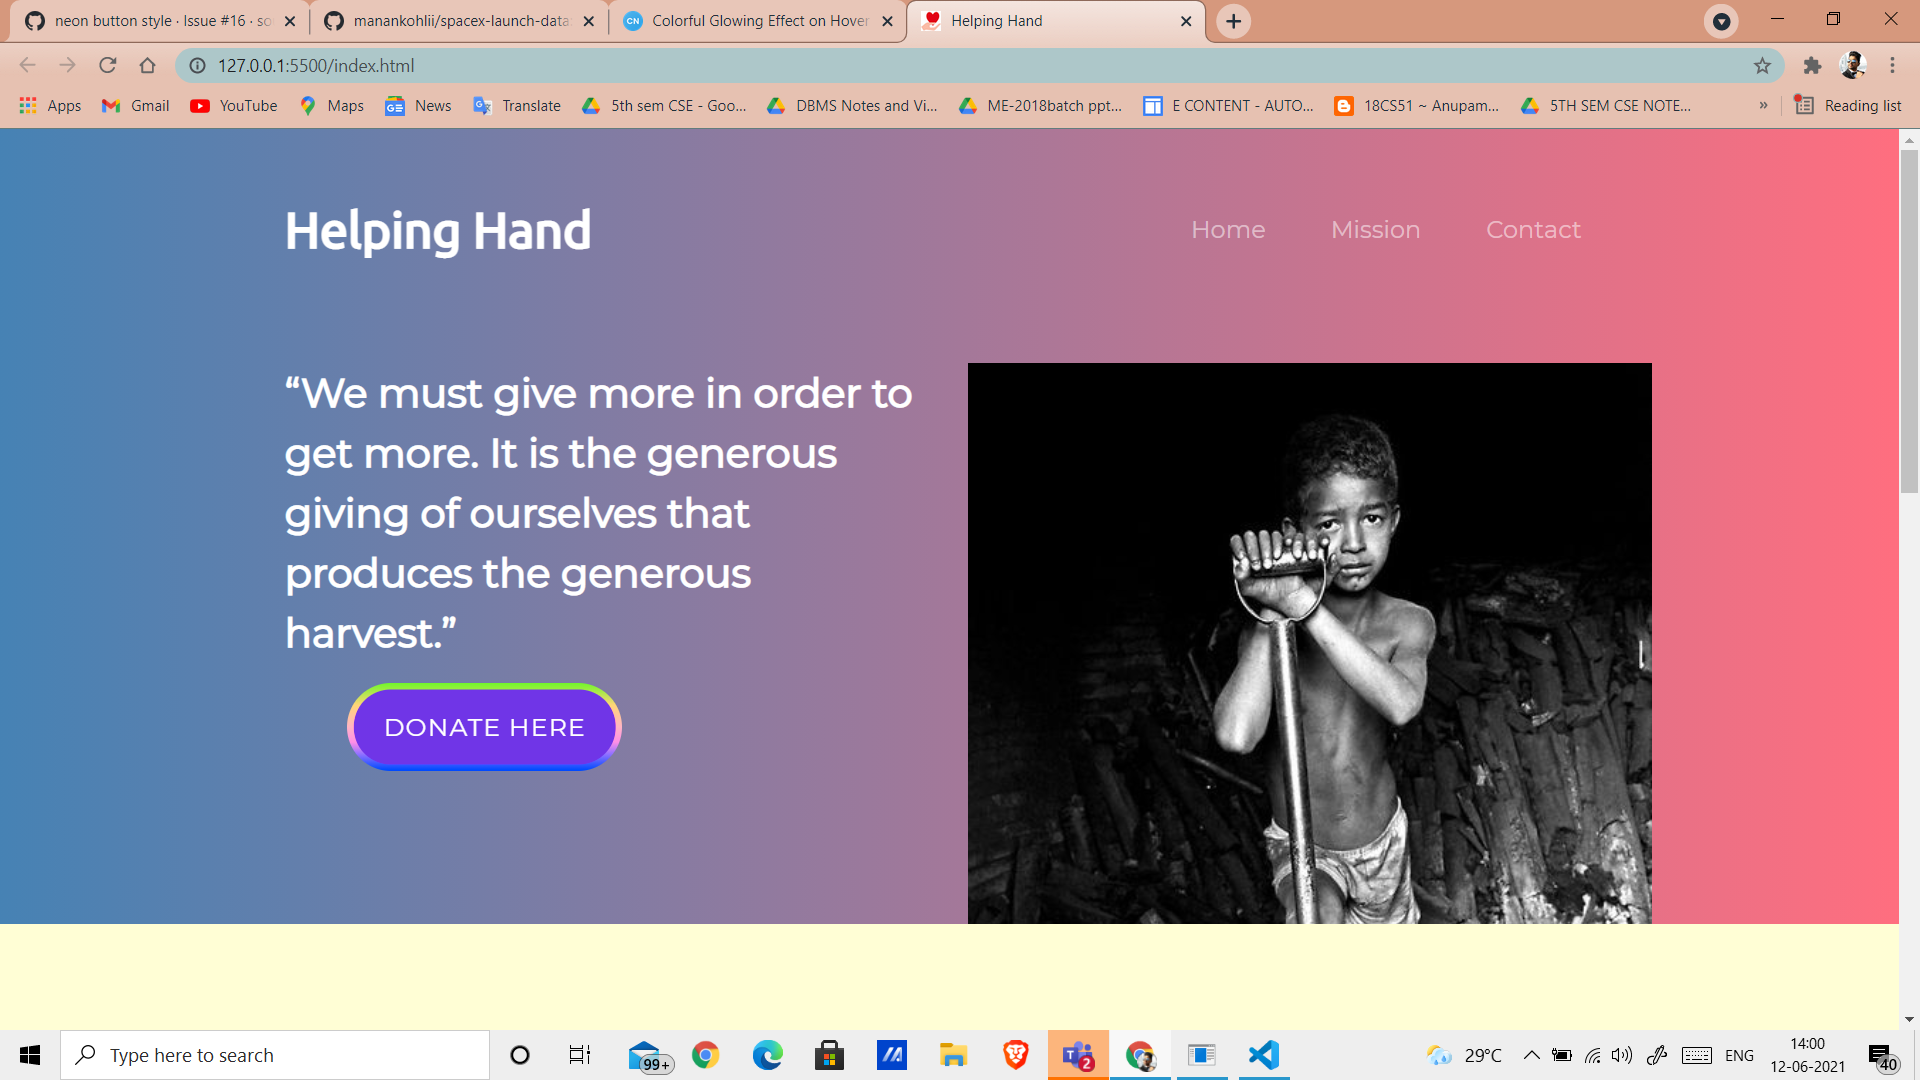 neon button style · Issue #16 · so
manankohlii/spacex-launch-data
Colorful Glowing Effect on Hover
Helping Hand
127.0.0.1:5500/index.html
Apps
Gmail
YouTube
Maps
News
Translate
5th sem CSE - Goo...
DBMS Notes and Vi...
ME-2018batch ppt...
E CONTENT - AUTO...
18CS51 ~ Anupam...
5TH SEM CSE NOTE...
»
Reading list
Helping Hand
Home Mission Contact
“We must give more in order to
get more. It is the generous
giving of ourselves that
produces the generous
harvest.”
DONATE HERE
Type here to search
99+
2
29°C
ENG
14:00
12-06-2021
40